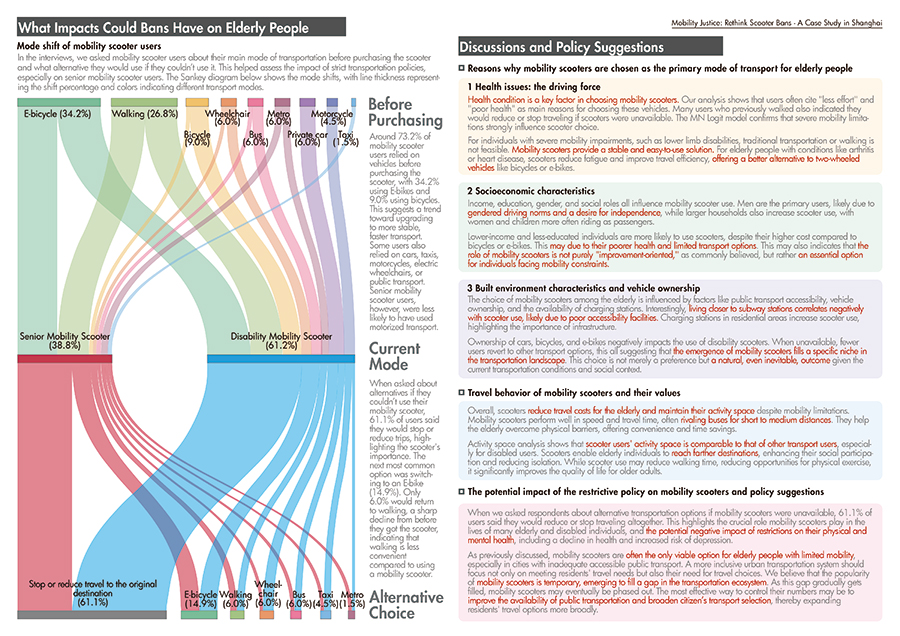 What Impacts Could Bans Have on Elderly People
Mobility Justice: Rethink Scooter Bans - A Case Study in Shanghai
Mode shift of mobility scooter users
In the interviews, we asked mobility scooter users about their main mode of transportation before purchasing the scooter
and what alternative they would use if they couldn't use it. This helped assess the impact of strict transportation policies,
especially on senior mobility scooter users. The Sankey diagram below shows the mode shifts, with line thickness represent-
ing the shift percentage and colors indicating different transport modes.
E-bicycle (34.2%)
Walking (26.8%)
Bicycle
(9.0%)
Wheelchair
(6.0%)
Bus
(6.0%)
Metro
(6.0%)
Private car
(6.0%)
Motorcycle
(4.5%)
Taxi
(1.5%)
Before
Purchasing
Around 73.2% of
mobility scooter
users relied on
vehicles before
purchasing the
scooter, with 34.2%
using E-bikes and
9.0% using bicycles.
This suggests a trend
toward upgrading
to more stable,
faster transport.
Some users also
relied on cars, taxis,
motorcycles, electric
wheelchairs, or
public transport.
Senior mobility
scooter users,
however, were less
likely to have used
motorized transport.
Senior Mobility Scooter
(38.8%)
Disability Mobility Scooter
(61.2%)
Current
Mode
When asked about
alternatives if they
couldn't use their
mobility scooter,
61.1% of users said
they would stop or
reduce trips, high-
lighting the scooter's
importance. The
next most common
option was switch-
ing to an E-bike
(14.9%). Only
6.0% would return
to walking, a sharp
decline from before
they got the scooter,
indicating that
walking is less
convenient
compared to using
a mobility scooter.
Stop or reduce travel to the original
destination
(61.1%)
E-bicycle
(14.9%)
Walking
(6.0%)
Wheel-
chair
(6.0%)
Bus
(6.0%)
Taxi
(4.5%)
Metro
(1.5%)
Alternative
Choice
Discussions and Policy Suggestions
Reasons why mobility scooters are chosen as the primary mode of transport for elderly people
1 Health issues: the driving force
Health condition is a key factor in choosing mobility scooters. Our analysis shows that users often cite "less effort" and
"poor health" as main reasons for choosing these vehicles. Many users who previously walked also indicated they
would reduce or stop traveling if scooters were unavailable. The MN Logit model confirms that severe mobility limita-
tions strongly influence scooter choice.
For individuals with severe mobility impairments, such as lower limb disabilities, traditional transportation or walking is
not feasible. Mobility scooters provide a stable and easy-to-use solution. For elderly people with conditions like arthritis
or heart disease, scooters reduce fatigue and improve travel efficiency, offering a better alternative to two-wheeled
vehicles like bicycles or e-bikes.
2 Socioeconomic characteristics
Income, education, gender, and social roles all influence mobility scooter use. Men are the primary users, likely due to
gendered driving norms and a desire for independence, while larger households also increase scooter use, with
women and children more often riding as passengers.
Lower-income and less-educated individuals are more likely to use scooters, despite their higher cost compared to
bicycles or e-bikes. This may due to their poorer health and limited transport options. This may also indicates that the
role of mobility scooters is not purely "improvement-oriented," as commonly believed, but rather an essential option
for individuals facing mobility constraints.
3 Built environment characteristics and vehicle ownership
The choice of mobility scooters among the elderly is influenced by factors like public transport accessibility, vehicle
ownership, and the availability of charging stations. Interestingly, living closer to subway stations correlates negatively
with scooter use, likely due to poor accessibility facilities. Charging stations in residential areas increase scooter use,
highlighting the importance of infrastructure.
Ownership of cars, bicycles, and e-bikes negatively impacts the use of disability scooters. When unavailable, fewer
users revert to other transport options, this all suggesting that the emergence of mobility scooters fills a specific niche in
the transportation landscape. This choice is not merely a preference but a natural, even inevitable, outcome given the
current transportation conditions and social context.
Travel behavior of mobility scooters and their values
Overall, scooters reduce travel costs for the elderly and maintain their activity space despite mobility limitations.
Mobility scooters perform well in speed and travel time, often rivaling buses for short to medium distances. They help
the elderly overcome physical barriers, offering convenience and time savings.
Activity space analysis shows that scooter users' activity space is comparable to that of other transport users, especial-
ly for disabled users. Scooters enable elderly individuals to reach farther destinations, enhancing their social participa-
tion and reducing isolation. While scooter use may reduce walking, reducing opportunities for physical exercise,
it significantly improves the quality of life for older adults.
The potential impact of the restrictive policy on mobility scooters and policy suggestions
When we asked respondents about alternative transportation options if mobility scooters were unavailable, 61.1% of
users said they would reduce or stop traveling altogether. This highlights the crucial role mobility scooters play in the
lives of many elderly and disabled individuals, and the potential negative impact of restrictions on their physical and
mental health, including a decline in health and increased risk of depression.
As previously discussed, mobility scooters are often the only viable option for elderly people with limited mobility,
especially in cities with inadequate accessible public transport. A more inclusive urban transportation system should
focus not only on meeting residents' travel needs but also their need for travel choices. We believe that the popularity
of mobility scooters is temporary, emerging to fill a gap in the transportation ecosystem. As this gap gradually gets
filled, mobility scooters may eventually be phased out. The most effective way to control their numbers may be to
improve the availability of public transportation and broaden citizen's transport selection, thereby expanding
residents' travel options more broadly.